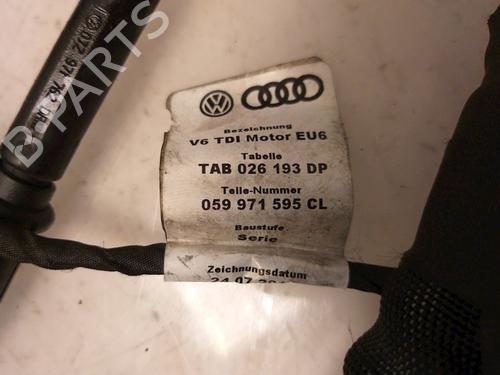 Bezeichnung
V6 TDI Motor EU6
Tabelle
TAB 026 193 DP
Teile-Nummer
059 971 595 CL
Baustufe
Serie
Zeichnungsdatum
B PARTS